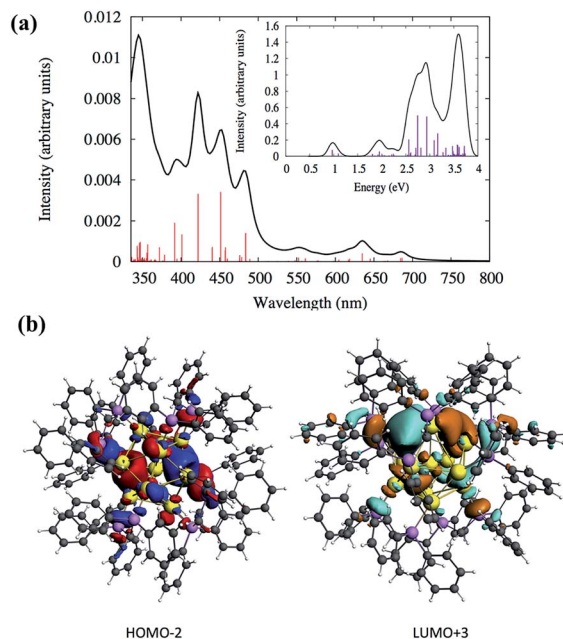 (a)
Intensity (arbitrary units)
0.012
0.01
0.008
0.006
0.004
0.002
0
350 400 450 500 550 600 650 700 750 800
Wavelength (nm)
Intensity (arbitrary units)
1.6
1.4
1.2
1
0.8
0.6
0.4
0.2
0
0 0.5 1 1.5 2 2.5 3 3.5 4
Energy (eV)
(b)
HOMO-2 LUMO+3